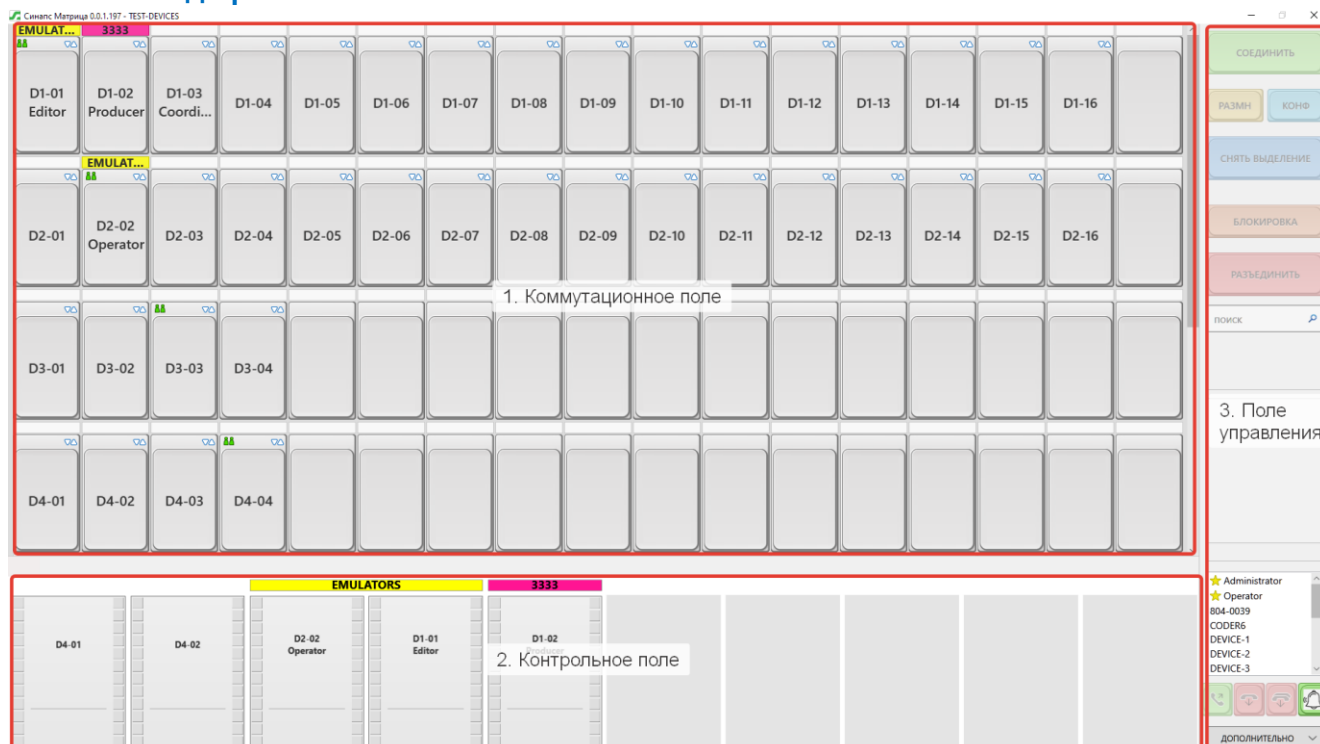 Синапс Матрица 0.0.1.197 - TEST-DEVICES
EMULAT... 3333
D1-01 Editor D1-02 Producer D1-03 Coordi... D1-04 D1-05 D1-06 D1-07 D1-08 D1-09 D1-10 D1-11 D1-12 D1-13 D1-14 D1-15 D1-16
EMULAT...
D2-01 D2-02 Operator D2-03 D2-04 D2-05 D2-06 D2-07 D2-08 D2-09 D2-10 D2-11 D2-12 D2-13 D2-14 D2-15 D2-16
1. Коммутационное поле
D3-01 D3-02 D3-03 D3-04
D4-01 D4-02 D4-03 D4-04
EMULATORS 3333
D4-01 D4-02 D2-02 Operator D1-01 Editor D1-02 Producer
2. Контрольное поле
СОЕДИНИТЬ
РАЗМН КОНФ
СНЯТЬ ВЫДЕЛЕНИЕ
БЛОКИРОВКА
РАЗЪЕДИНИТЬ
поиск
3. Поле
управления
Administrator
Operator
804-0039
CODER6
DEVICE-1
DEVICE-2
DEVICE-3
ДОПОЛНИТЕЛЬНО